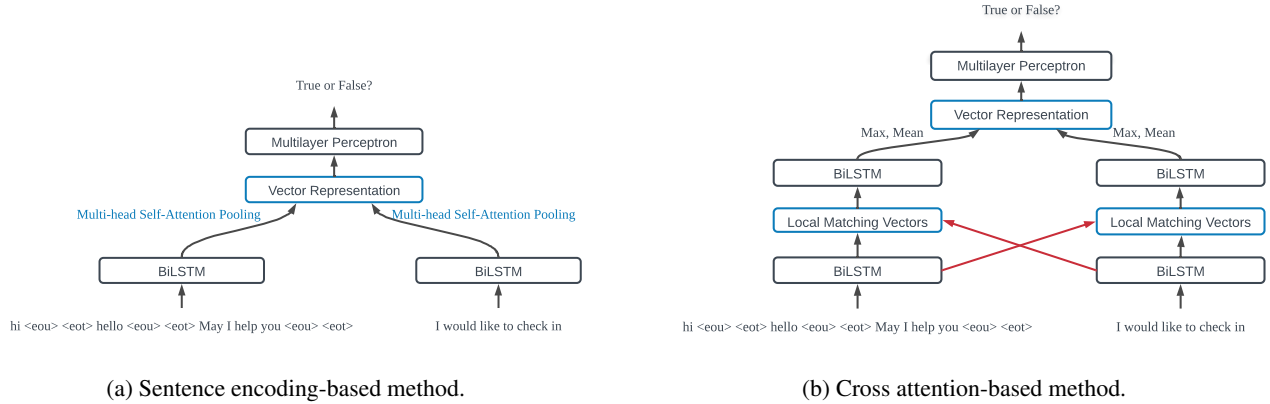 True or False?
Multilayer Perceptron
Vector Representation
Multi-head Self-Attention Pooling
Multi-head Self-Attention Pooling
BiLSTM
BiLSTM
hi <eou> <eot> hello <eou> <eot> May I help you <eou> <eot>
I would like to check in
(a) Sentence encoding-based method.
True or False?
Multilayer Perceptron
Vector Representation
Max, Mean
Max, Mean
BiLSTM
BiLSTM
Local Matching Vectors
Local Matching Vectors
BiLSTM
BiLSTM
hi <eou> <eot> hello <eou> <eot> May I help you <eou> <eot>
I would like to check in
(b) Cross attention-based method.